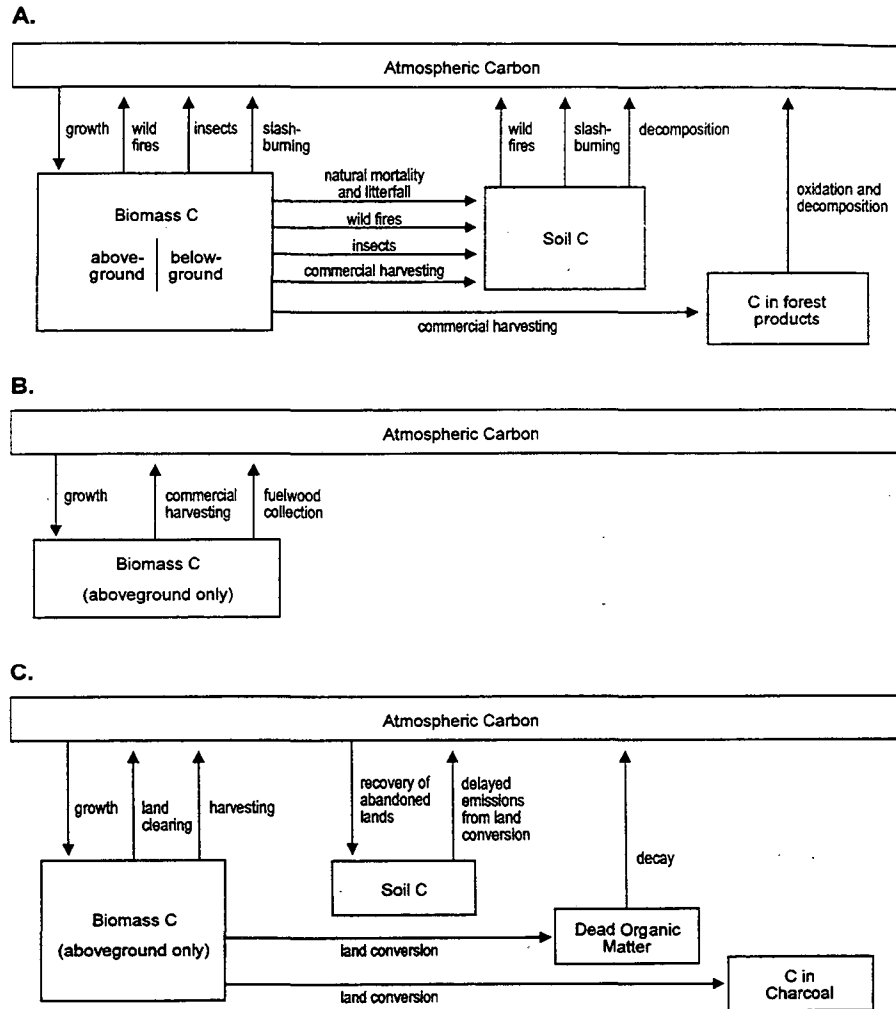 A.
Atmospheric Carbon
growth
wild
fires
insects
slash-
burning
wild
fires
slash-
burning
decomposition
oxidation and
decomposition
Biomass C
above-
ground
below-
ground
natural mortality
and litterfall
wild fires
insects
commercial harvesting
commercial harvesting
Soil C
C in forest
products
B.
Atmospheric Carbon
growth
commercial
harvesting
fuelwood
collection
Biomass C
(aboveground only)
C.
Atmospheric Carbon
growth
land
clearing
harvesting
recovery of
abandoned
lands
delayed
emissions
from land
conversion
decay
Biomass C
(aboveground only)
Soil C
land conversion
Dead Organic
Matter
land conversion
C in
Charcoal